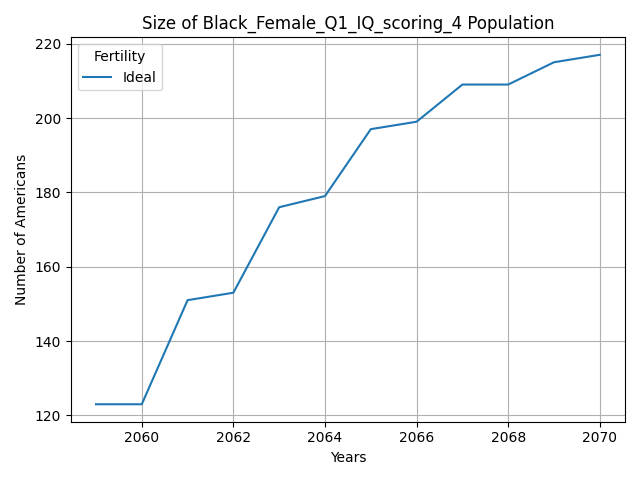 Size of Black_Female_Q1_IQ_scoring_4 Population
Fertility
Ideal
Number of Americans
220
200
180
160
140
120
2060 2062 2064 2066 2068 2070
Years